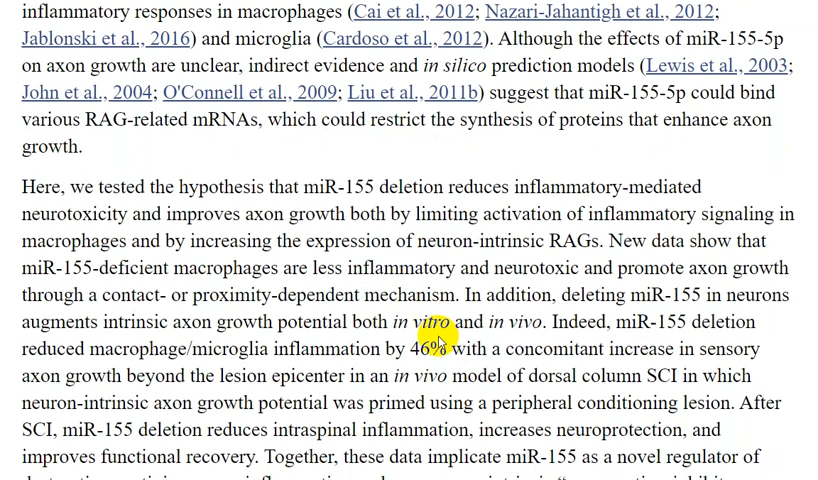 inflammatory responses in macrophages (Cai et al., 2012; Nazari-Jahantigh et al., 2012;
Jablonski et al., 2016) and microglia (Cardoso et al., 2012). Although the effects of miR-155-5p
on axon growth are unclear, indirect evidence and in silico prediction models (Lewis et al., 2003;
John et al., 2004; O'Connell et al., 2009; Liu et al., 2011b) suggest that miR-155-5p could bind
various RAG-related mRNAs, which could restrict the synthesis of proteins that enhance axon
growth.
Here, we tested the hypothesis that miR-155 deletion reduces inflammatory-mediated
neurotoxicity and improves axon growth both by limiting activation of inflammatory signaling in
macrophages and by increasing the expression of neuron-intrinsic RAGs. New data show that
miR-155-deficient macrophages are less inflammatory and neurotoxic and promote axon growth
through a contact- or proximity-dependent mechanism. In addition, deleting miR-155 in neurons
augments intrinsic axon growth potential both in vitro and in vivo. Indeed, miR-155 deletion
reduced macrophage/microglia inflammation by 46% with a concomitant increase in sensory
axon growth beyond the lesion epicenter in an in vivo model of dorsal column SCI in which
neuron-intrinsic axon growth potential was primed using a peripheral conditioning lesion. After
SCI, miR-155 deletion reduces intraspinal inflammation, increases neuroprotection, and
improves functional recovery. Together, these data implicate miR-155 as a novel regulator of